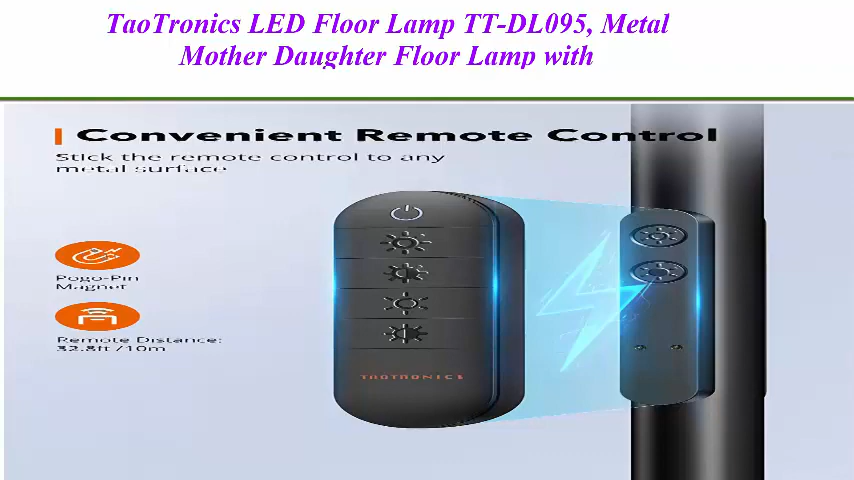 TaoTronics LED Floor Lamp TT-DL095, Metal
Mother Daughter Floor Lamp with
Convenient Remote Control
Stick the remote control to any
metal surface
Pogo-Pin
Magnet
Remote Distance:
32.8ft /10m
TAOTRONICS